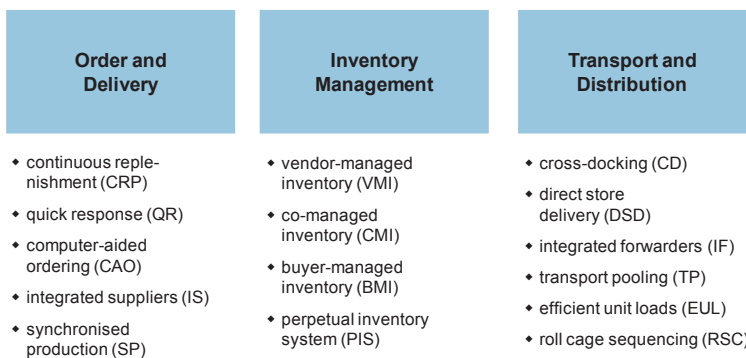 Order and
Delivery
◆ continuous reple-
nishment (CRP)
◆ quick response (QR)
◆ computer-aided
ordering (CAO)
◆ integrated suppliers (IS)
◆ synchronised
production (SP)
Inventory
Management
◆ vendor-managed
inventory (VMI)
◆ co-managed
inventory (CMI)
◆ buyer-managed
inventory (BMI)
◆ perpetual inventory
system (PIS)
Transport and
Distribution
◆ cross-docking (CD)
◆ direct store
delivery (DSD)
◆ integrated forwarders (IF)
◆ transport pooling (TP)
◆ efficient unit loads (EUL)
◆ roll cage sequencing (RSC)